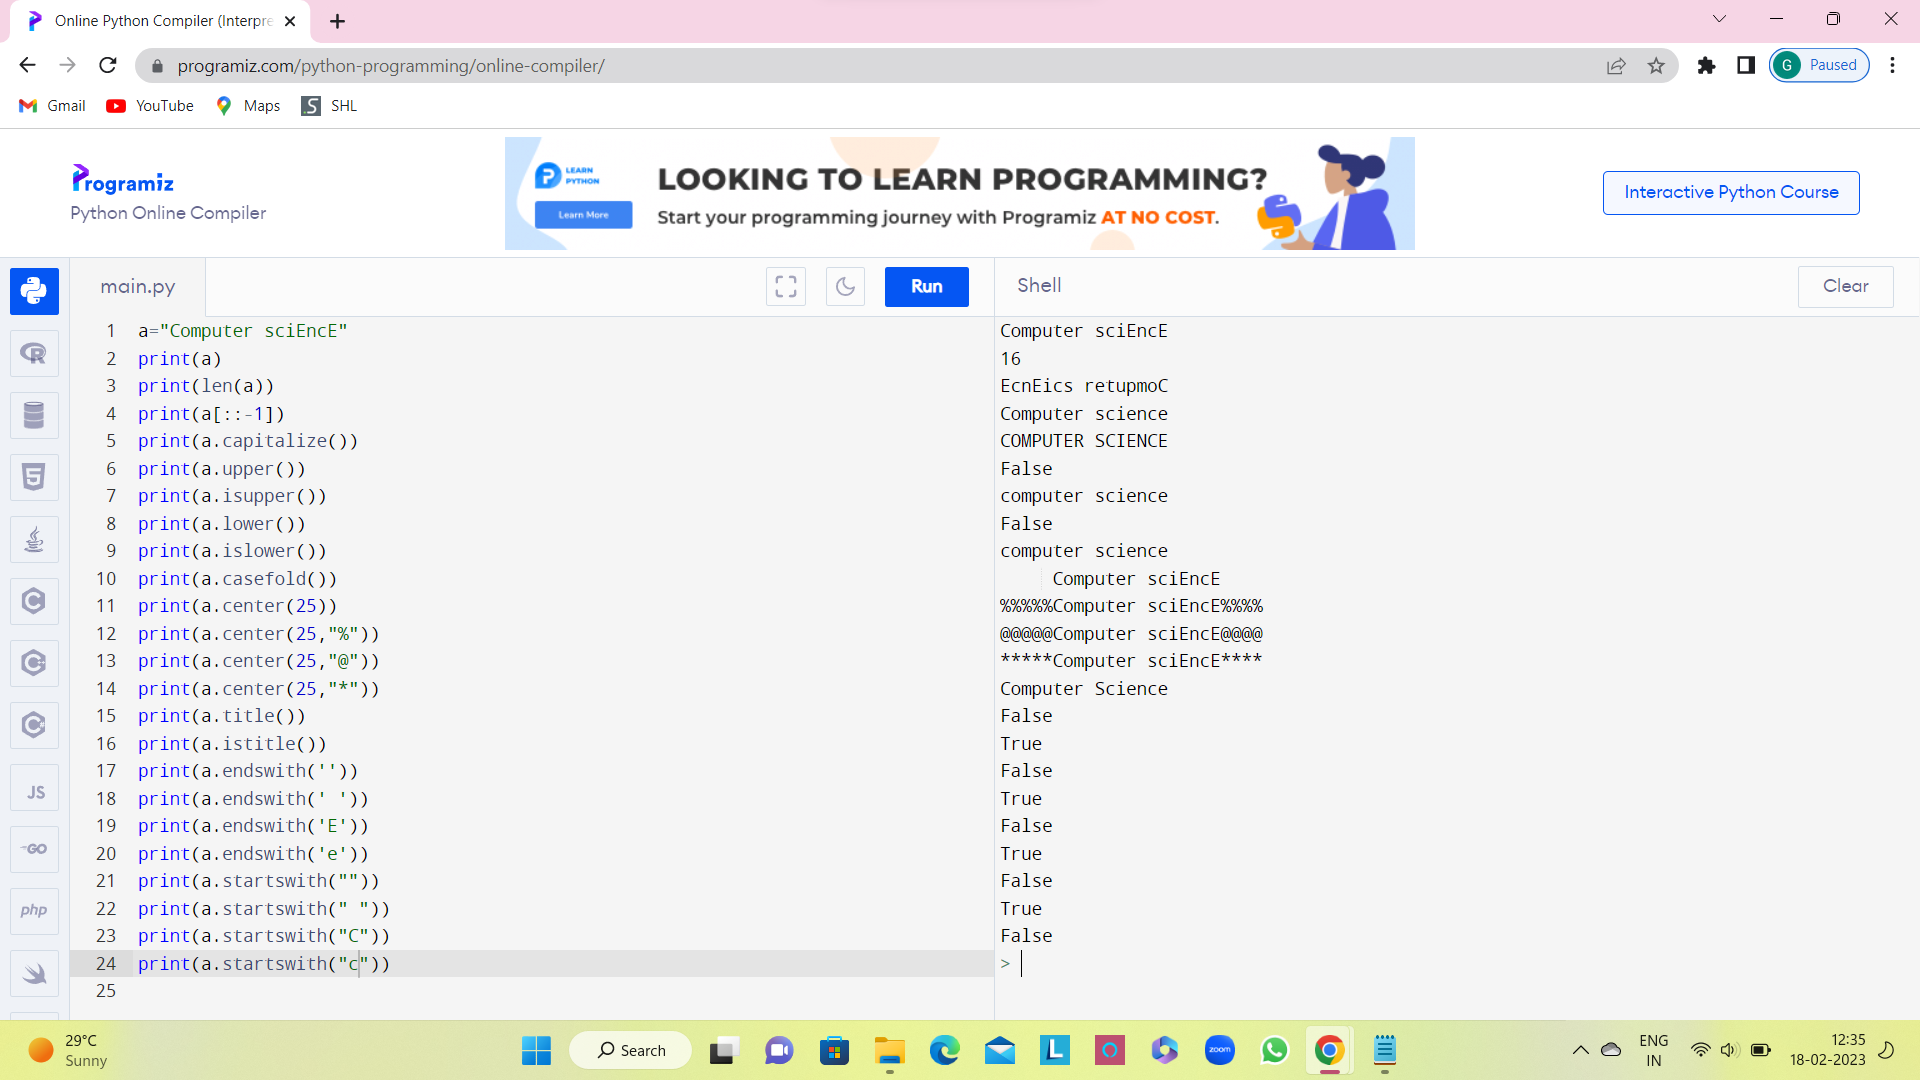 Online Python Compiler (Interpre
programiz.com/python-programming/online-compiler/
G Paused
Gmail YouTube Maps SHL
Programiz
Python Online Compiler
LEARN PYTHON
Learn More
LOOKING TO LEARN PROGRAMMING?
Start your programming journey with Programiz AT NO COST.
Interactive Python Course
main.py
Run
Shell
Clear
1 a="Computer sciEncE"
2 print(a)
3 print(len(a))
4 print(a[::-1])
5 print(a.capitalize())
6 print(a.upper())
7 print(a.isupper())
8 print(a.lower())
9 print(a.islower())
10 print(a.casefold())
11 print(a.center(25))
12 print(a.center(25,"%"))
13 print(a.center(25,"@"))
14 print(a.center(25,"*"))
15 print(a.title())
16 print(a.istitle())
17 print(a.endswith(''))
18 print(a.endswith(' '))
19 print(a.endswith('E'))
20 print(a.endswith('e'))
21 print(a.startswith(""))
22 print(a.startswith(" "))
23 print(a.startswith("C"))
24 print(a.startswith("c"))
25
Computer sciEncE
16
EcnEics retupmoC
Computer science
COMPUTER SCIENCE
False
computer science
False
computer science
     Computer sciEncE
%%%%%Computer sciEncE%%%%
@@@@@Computer sciEncE@@@@
*****Computer sciEncE****
Computer Science
False
True
False
True
False
True
False
True
False
>
R
5
C
C
C
JS
GO
php
29°C
Sunny
Search
L
zoom
ENG
IN
12:35
18-02-2023